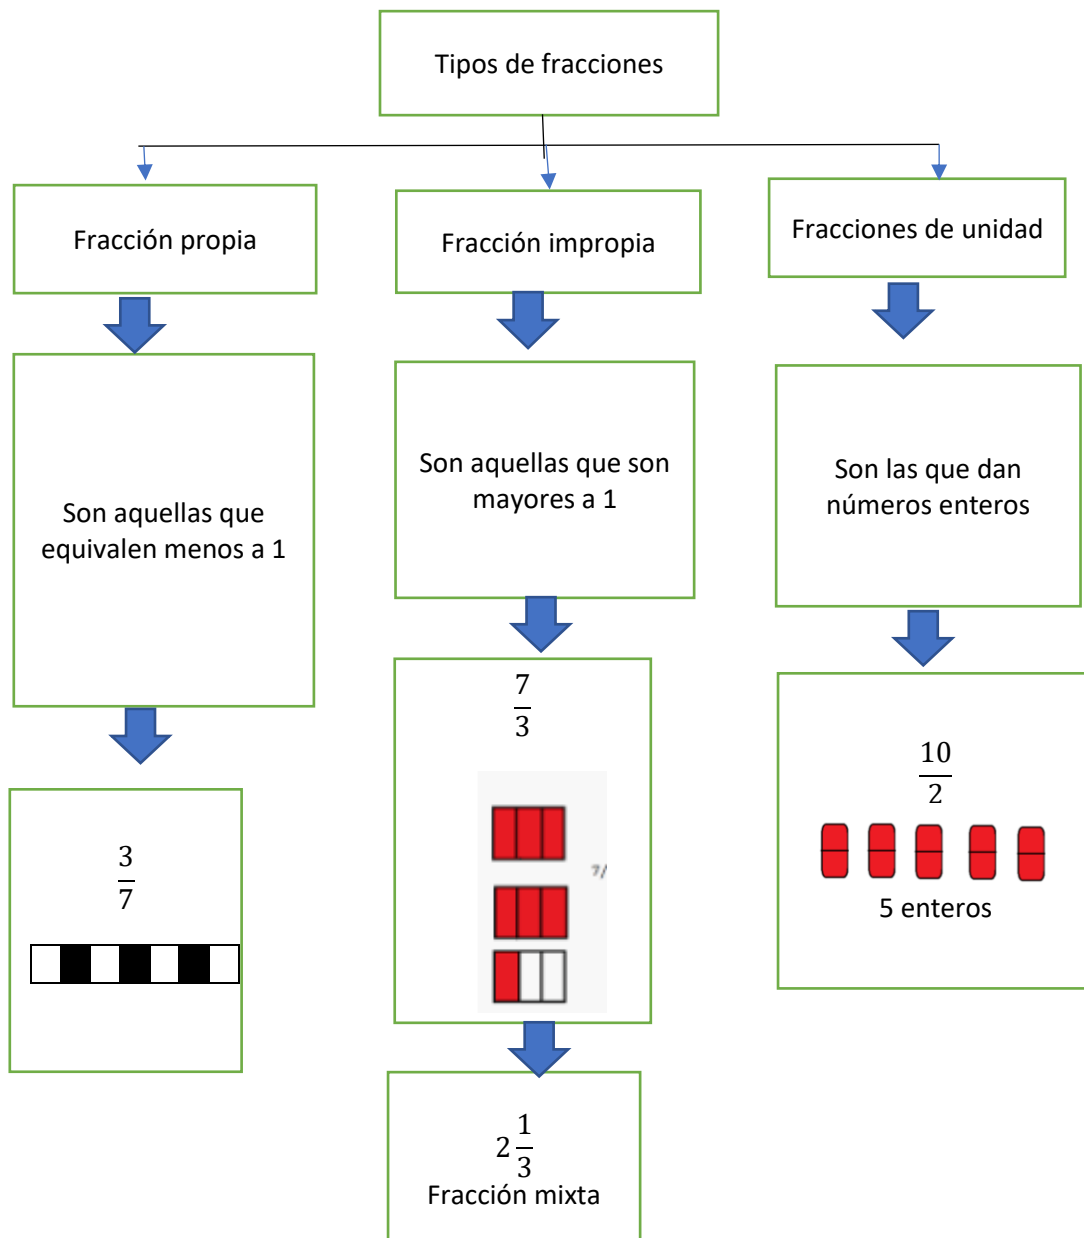 Tipos de fracciones
Fracción propia
Fracción impropia
Fracciones de unidad
Son aquellas que
equivalen menos a 1
Son aquellas que son
mayores a 1
Son las que dan
números enteros
3
7
7
3
7/
10
2
5 enteros
2 1
3
Fracción mixta